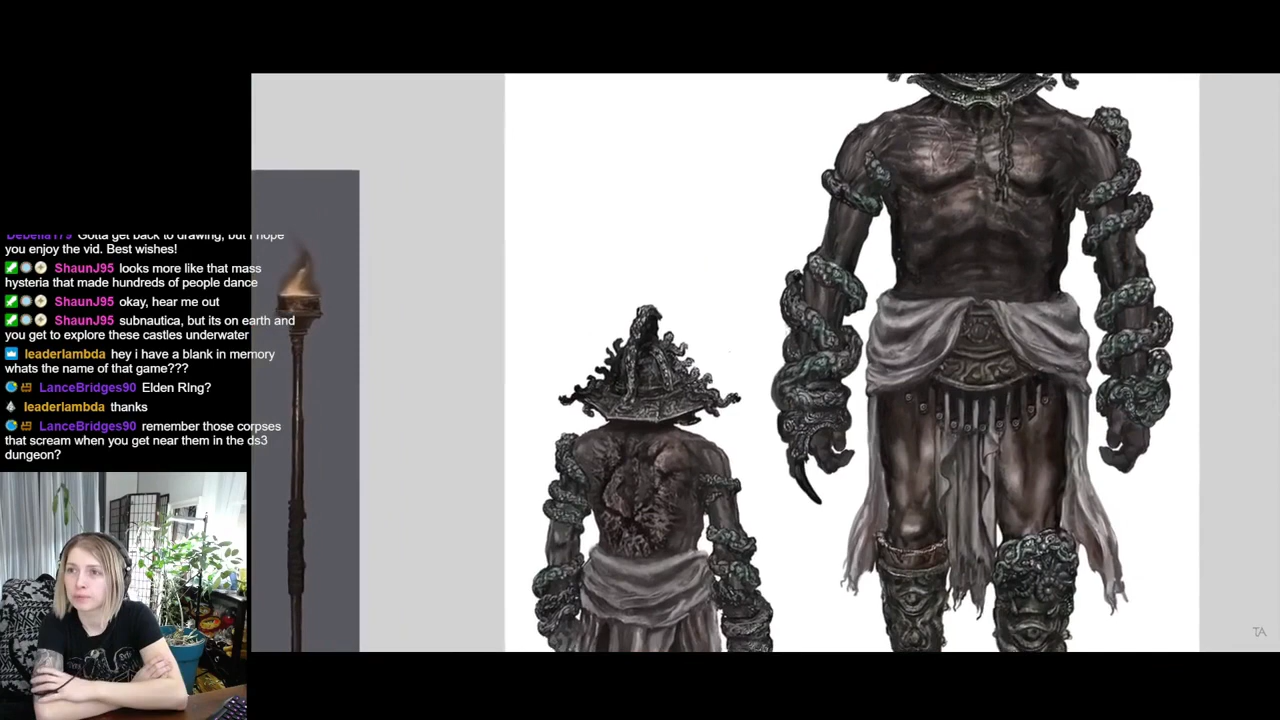 Debella179 Gotta get back to drawing, but I hope
you enjoy the vid. Best wishes!
ShaunJ95 looks more like that mass
hysteria that made hundreds of people dance
ShaunJ95 okay, hear me out
ShaunJ95 subnautica, but its on earth and
you get to explore these castles underwater
leaderlambda hey i have a blank in memory
whats the name of that game???
LanceBridges90 Elden RIng?
leaderlambda thanks
LanceBridges90 remember those corpses
that scream when you get near them in the ds3
dungeon?
TA